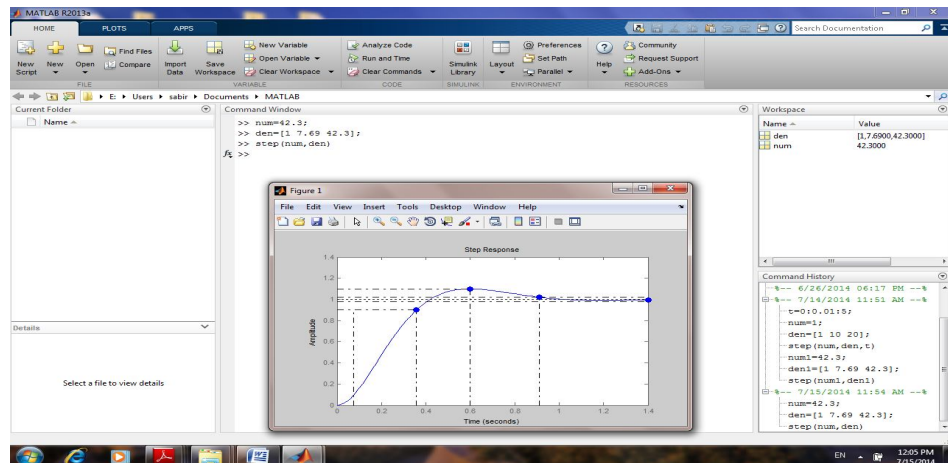 MATLAB R2013a
HOME PLOTS APPS Search Documentation
New Script New Open Find Files Compare Import Data Save Workspace New Variable Open Variable Clear Workspace Analyze Code Run and Time Clear Commands Simulink Library Layout Preferences Set Path Parallel Help Community Request Support Add-Ons
FILE VARIABLE CODE SIMULINK ENVIRONMENT RESOURCES
E: Users sabir Documents MATLAB
Current Folder
Name
Details
Select a file to view details
Command Window
>> num=42.3;
>> den=[1 7.69 42.3];
>> step(num,den)
fx >>
Figure 1
File Edit View Insert Tools Desktop Window Help
Step Response
Amplitude
1.4
1.2
1
0.8
0.6
0.4
0.2
0
0 0.2 0.4 0.6 0.8 1 1.2 1.4
Time (seconds)
Workspace
Name Value
den [1,7.6900,42.3000]
num 42.3000
Command History
%-- 6/26/2014 06:17 PM --%
%-- 7/14/2014 11:51 AM --%
t=0:0.01:5;
num=1;
den=[1 10 20];
step(num,den,t)
num1=42.3;
den1=[1 7.69 42.3];
step(num1,den1)
%-- 7/15/2014 11:54 AM --%
num=42.3;
den=[1 7.69 42.3];
step(num,den)
EN 12:05 PM
7/15/2014